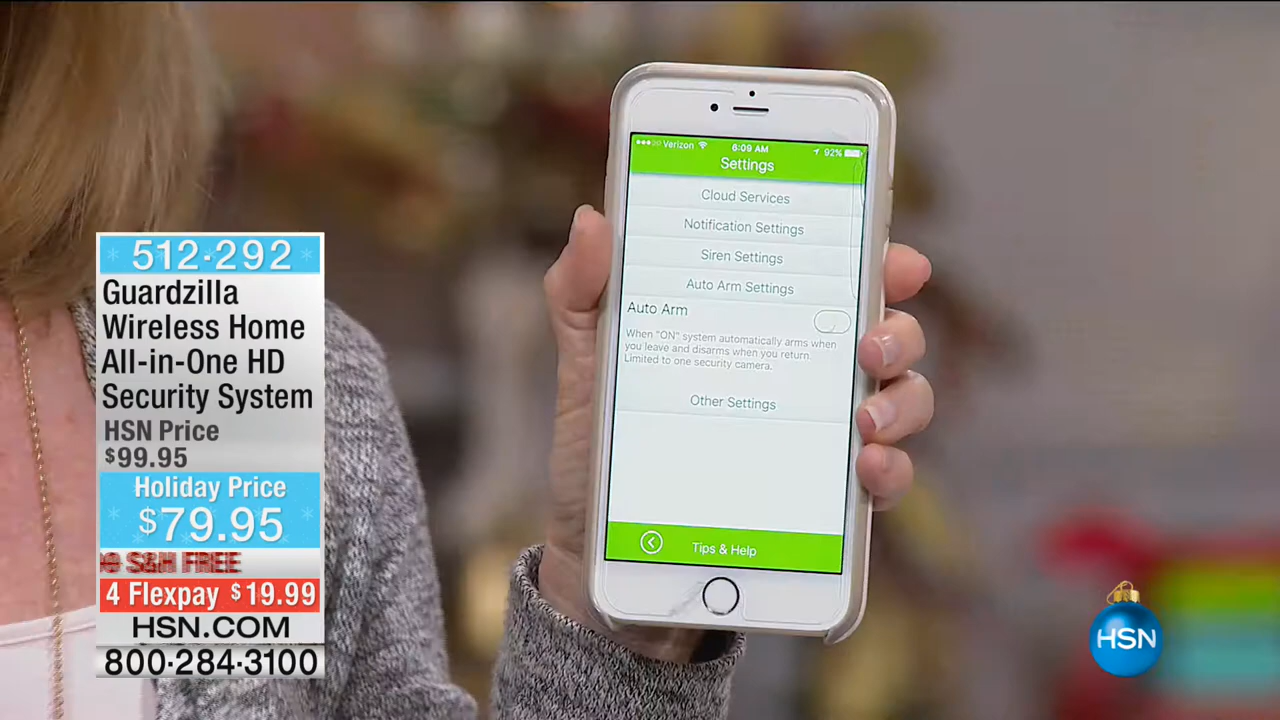 512-292
Guardzilla
Wireless Home
All-in-One HD
Security System
HSN Price
$99.95
Holiday Price
$79.95
S&H FREE
4 Flexpay $19.99
HSN.COM
800-284-3100
Verizon 6:09 AM 92%
Settings
Cloud Services
Notification Settings
Siren Settings
Auto Arm Settings
Auto Arm
When "ON" system automatically arms when
you leave and disarms when you return.
Limited to one security camera.
Other Settings
Tips & Help
HSN